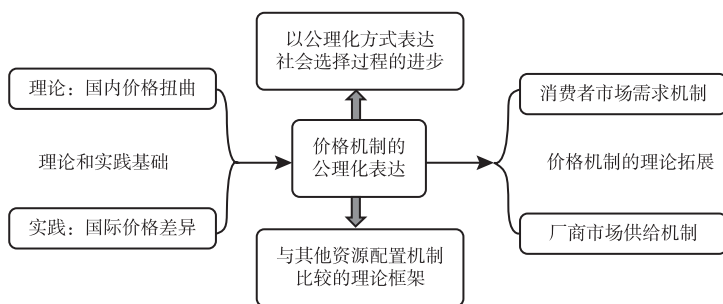 以公理化方式表达
社会选择过程的进步
理论：国内价格扭曲
理论和实践基础
实践：国际价格差异
价格机制的
公理化表达
与其他资源配置机制
比较的理论框架
消费者市场需求机制
价格机制的理论拓展
厂商市场供给机制